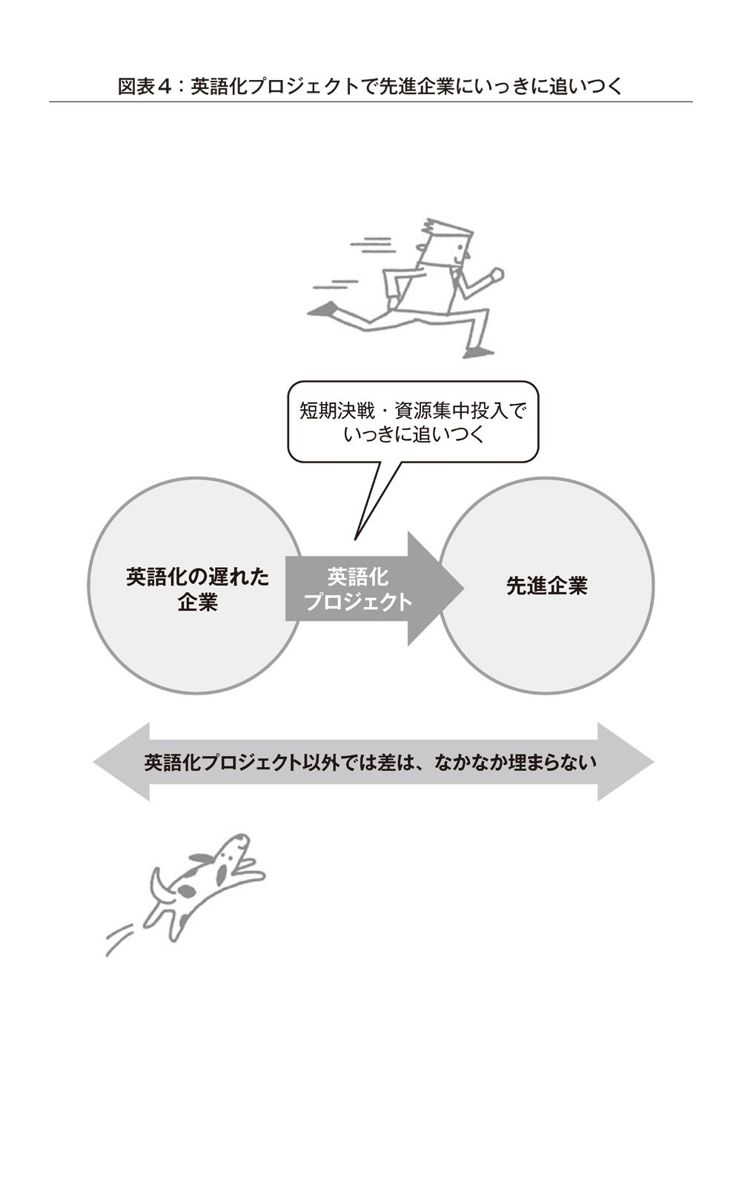 図表4：英語化プロジェクトで先進企業にいっきに追いつく
短期決戦・資源集中投入で
いっきに追いつく
英語化の遅れた
企業
英語化
プロジェクト
先進企業
英語化プロジェクト以外では差は、なかなか埋まらない